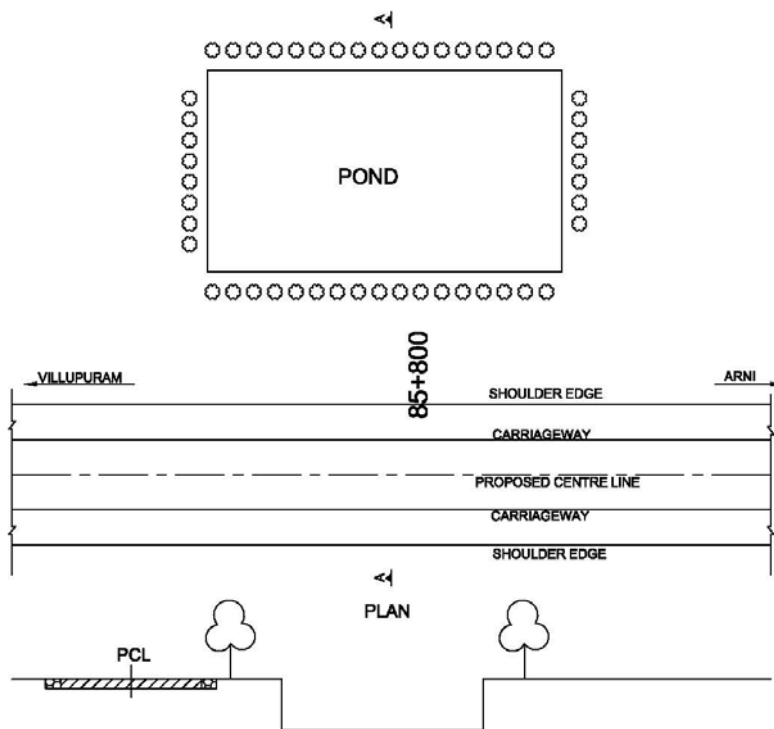 A
POND
85+800
VILLUPURAM
ARNI
SHOULDER EDGE
CARRIAGEWAY
PROPOSED CENTRE LINE
CARRIAGEWAY
SHOULDER EDGE
A
PLAN
PCL